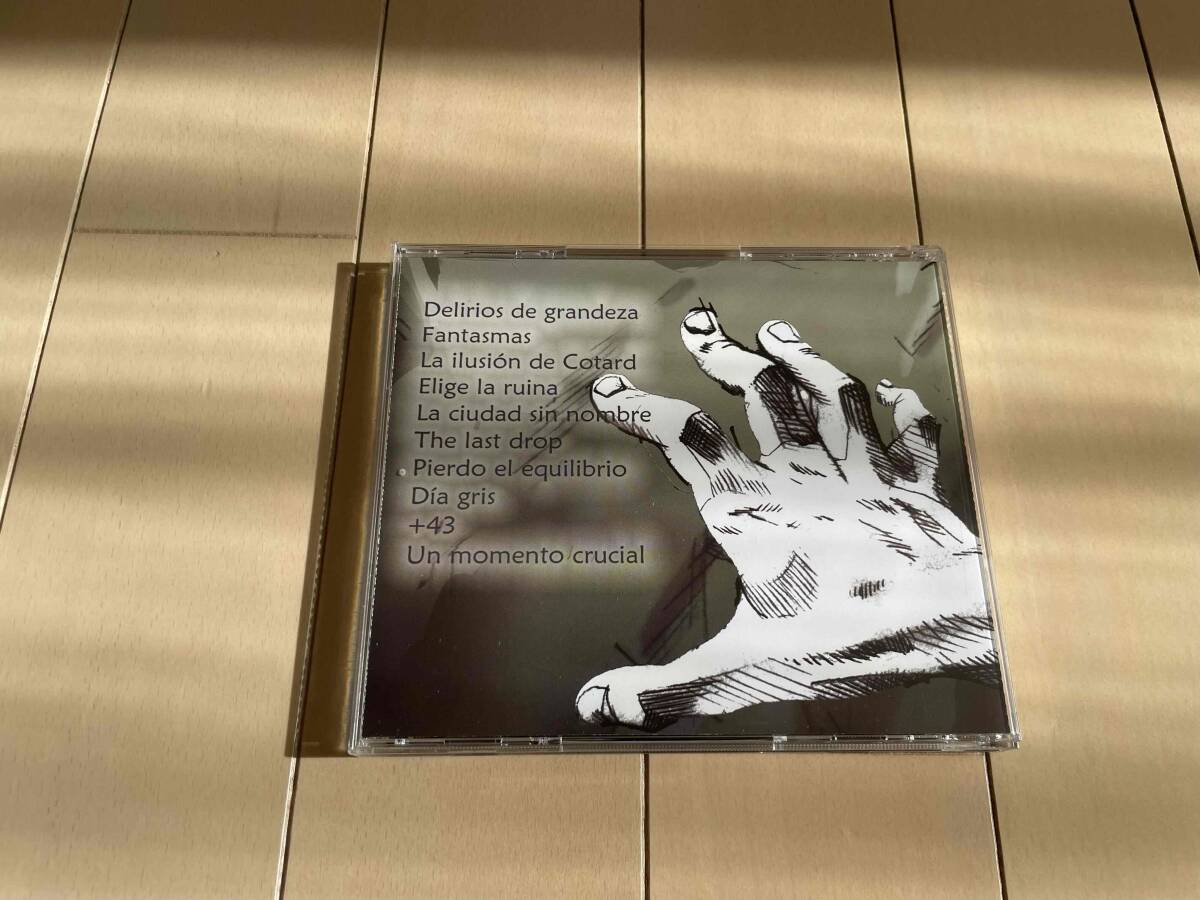 Delirios de grandeza
Fantasmas
La ilusión de Cotard
Elige la ruina
La ciudad sin nombre
The last drop
Pierdo el equilibrio
Día gris
+43
Un momento crucial